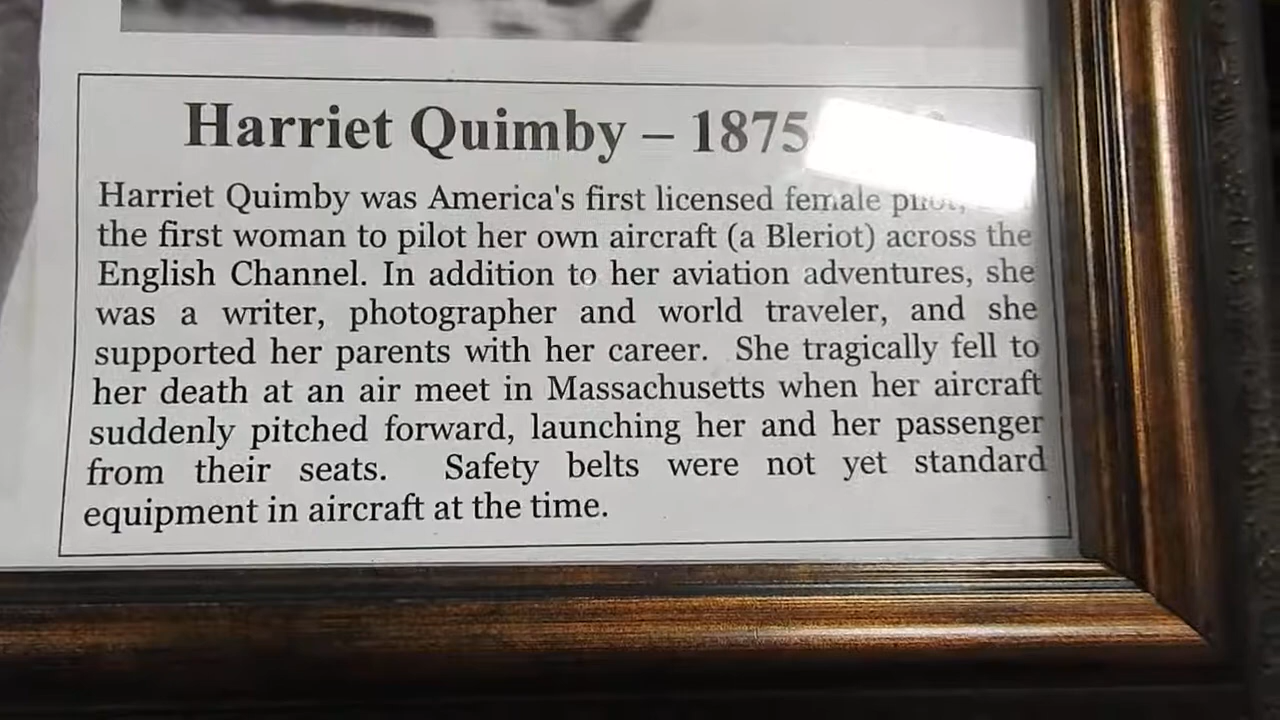 Harriet Quimby – 1875
Harriet Quimby was America's first licensed female pilot,
the first woman to pilot her own aircraft (a Bleriot) across the
English Channel. In addition to her aviation adventures, she
was a writer, photographer and world traveler, and she
supported her parents with her career. She tragically fell to
her death at an air meet in Massachusetts when her aircraft
suddenly pitched forward, launching her and her passenger
from their seats. Safety belts were not yet standard
equipment in aircraft at the time.